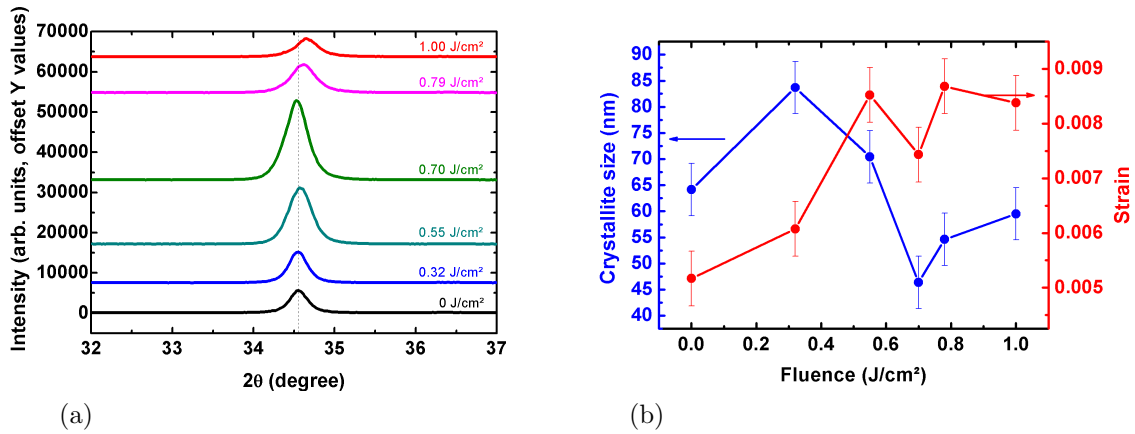 Intensity (arb. units, offset Y values)
70000
60000
50000
40000
30000
20000
10000
0
1.00 J/cm²
0.79 J/cm²
0.70 J/cm²
0.55 J/cm²
0.32 J/cm²
0 J/cm²
32 33 34 35 36 37
2θ (degree)
(a)
Crystallite size (nm)
90
85
80
75
70
65
60
55
50
45
40
0.009
0.008
0.007
0.006
0.005
Strain
0.0 0.2 0.4 0.6 0.8 1.0
Fluence (J/cm²)
(b)